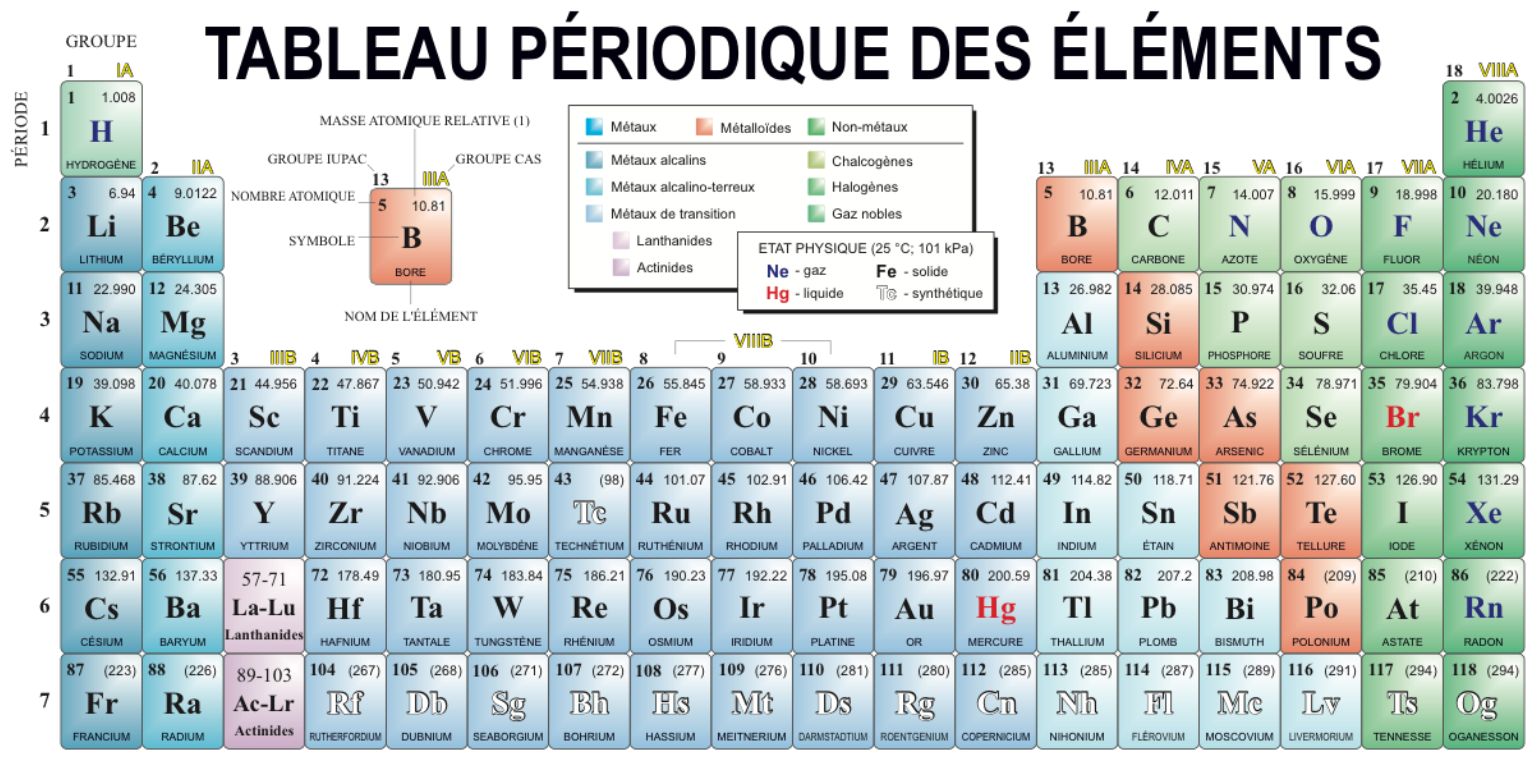 TABLEAU PÉRIODIQUE DES ÉLÉMENTS
GROUPE
PÉRIODE
1 IA
18 VIIIA
1
1 1.008
H
HYDROGÈNE
2 4.0026
He
HÉLIUM
MASSE ATOMIQUE RELATIVE (1)
GROUPE IUPAC
GROUPE CAS
13 IIIA
NOMBRE ATOMIQUE
5 10.81
SYMBOLE
B
BORE
NOM DE L'ÉLÉMENT
Métaux
Métalloïdes
Non-métaux
Métaux alcalins
Chalcogènes
Métaux alcalino-terreux
Halogènes
Métaux de transition
Gaz nobles
Lanthanides
Actinides
ETAT PHYSIQUE (25 °C; 101 kPa)
Ne - gaz
Fe - solide
Hg - liquide
Tc - synthétique
2 IIA
13 IIIA
14 IVA
15 VA
16 VIA
17 VIIA
2
3 6.94
Li
LITHIUM
4 9.0122
Be
BÉRYLLIUM
5 10.81
B
BORE
6 12.011
C
CARBONE
7 14.007
N
AZOTE
8 15.999
O
OXYGÈNE
9 18.998
F
FLUOR
10 20.180
Ne
NÉON
3
11 22.990
Na
SODIUM
12 24.305
Mg
MAGNÉSIUM
13 26.982
Al
ALUMINIUM
14 28.085
Si
SILICIUM
15 30.974
P
PHOSPHORE
16 32.06
S
SOUFRE
17 35.45
Cl
CHLORE
18 39.948
Ar
ARGON
3 IIIB
4 IVB
5 VB
6 VIB
7 VIIB
8
9
10
VIIIB
11 IB
12 IIB
4
19 39.098
K
POTASSIUM
20 40.078
Ca
CALCIUM
21 44.956
Sc
SCANDIUM
22 47.867
Ti
TITANE
23 50.942
V
VANADIUM
24 51.996
Cr
CHROME
25 54.938
Mn
MANGANÈSE
26 55.845
Fe
FER
27 58.933
Co
COBALT
28 58.693
Ni
NICKEL
29 63.546
Cu
CUIVRE
30 65.38
Zn
ZINC
31 69.723
Ga
GALLIUM
32 72.64
Ge
GERMANIUM
33 74.922
As
ARSENIC
34 78.971
Se
SÉLÉNIUM
35 79.904
Br
BROME
36 83.798
Kr
KRYPTON
5
37 85.468
Rb
RUBIDIUM
38 87.62
Sr
STRONTIUM
39 88.906
Y
YTTRIUM
40 91.224
Zr
ZIRCONIUM
41 92.906
Nb
NIOBIUM
42 95.95
Mo
MOLYBDÈNE
43 (98)
Tc
TECHNÉTIUM
44 101.07
Ru
RUTHÉNIUM
45 102.91
Rh
RHODIUM
46 106.42
Pd
PALLADIUM
47 107.87
Ag
ARGENT
48 112.41
Cd
CADMIUM
49 114.82
In
INDIUM
50 118.71
Sn
ÉTAIN
51 121.76
Sb
ANTIMOINE
52 127.60
Te
TELLURE
53 126.90
I
IODE
54 131.29
Xe
XÉNON
6
55 132.91
Cs
CÉSIUM
56 137.33
Ba
BARYUM
57-71
La-Lu
Lanthanides
72 178.49
Hf
HAFNIUM
73 180.95
Ta
TANTALE
74 183.84
W
TUNGSTÈNE
75 186.21
Re
RHÉNIUM
76 190.23
Os
OSMIUM
77 192.22
Ir
IRIDIUM
78 195.08
Pt
PLATINE
79 196.97
Au
OR
80 200.59
Hg
MERCURE
81 204.38
Tl
THALLIUM
82 207.2
Pb
PLOMB
83 208.98
Bi
BISMUTH
84 (209)
Po
POLONIUM
85 (210)
At
ASTATE
86 (222)
Rn
RADON
7
87 (223)
Fr
FRANCIUM
88 (226)
Ra
RADIUM
89-103
Ac-Lr
Actinides
104 (267)
Rf
RUTHERFORDIUM
105 (268)
Db
DUBNIUM
106 (271)
Sg
SEABORGIUM
107 (272)
Bh
BOHRIUM
108 (277)
Hs
HASSIUM
109 (276)
Mt
MEITNERIUM
110 (281)
Ds
DARMSTADTIUM
111 (280)
Rg
ROENTGENIUM
112 (285)
Cn
COPERNICIUM
113 (285)
Nh
NIHONIUM
114 (287)
Fl
FLÉROVIUM
115 (289)
Mc
MOSCOVIUM
116 (291)
Lv
LIVERMORIUM
117 (294)
Ts
TENNESSE
118 (294)
Og
OGANESSON